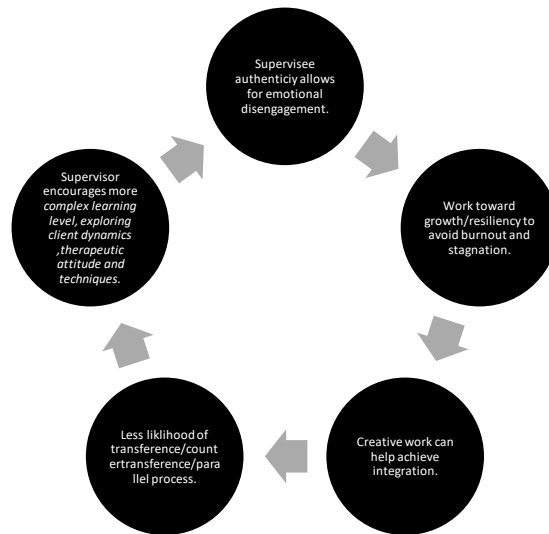 Supervisee
authenticiy allows
for emotional
disengagement.
Work toward
growth/resiliency to
avoid burnout and
stagnation.
Creative work can
help achieve
integration.
Less liklihood of
transference/count
ertransference/para
llel process.
Supervisor
encourages more
complex learning
level, exploring
client dynamics
,therapeutic
attitude and
techniques.